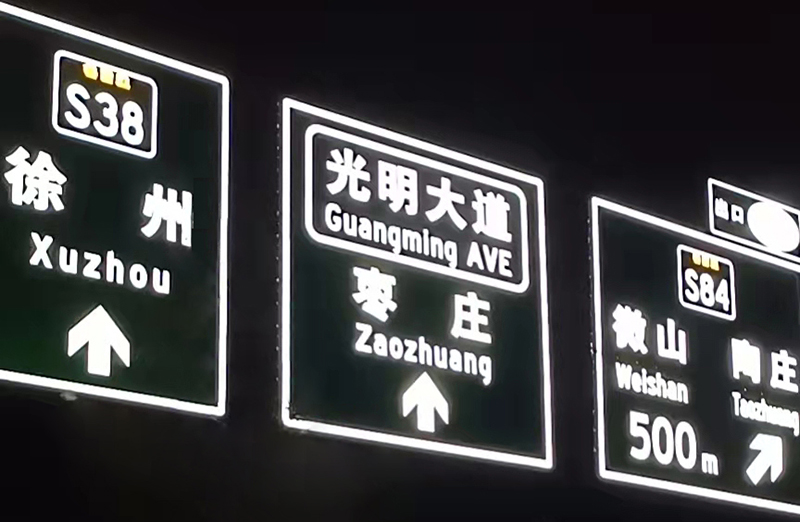 S38
徐州
Xuzhou
光明大道
Guangming AVE
枣庄
Zaozhuang
出口
S84
微山 陶庄
Weishan Taozhuang
500m